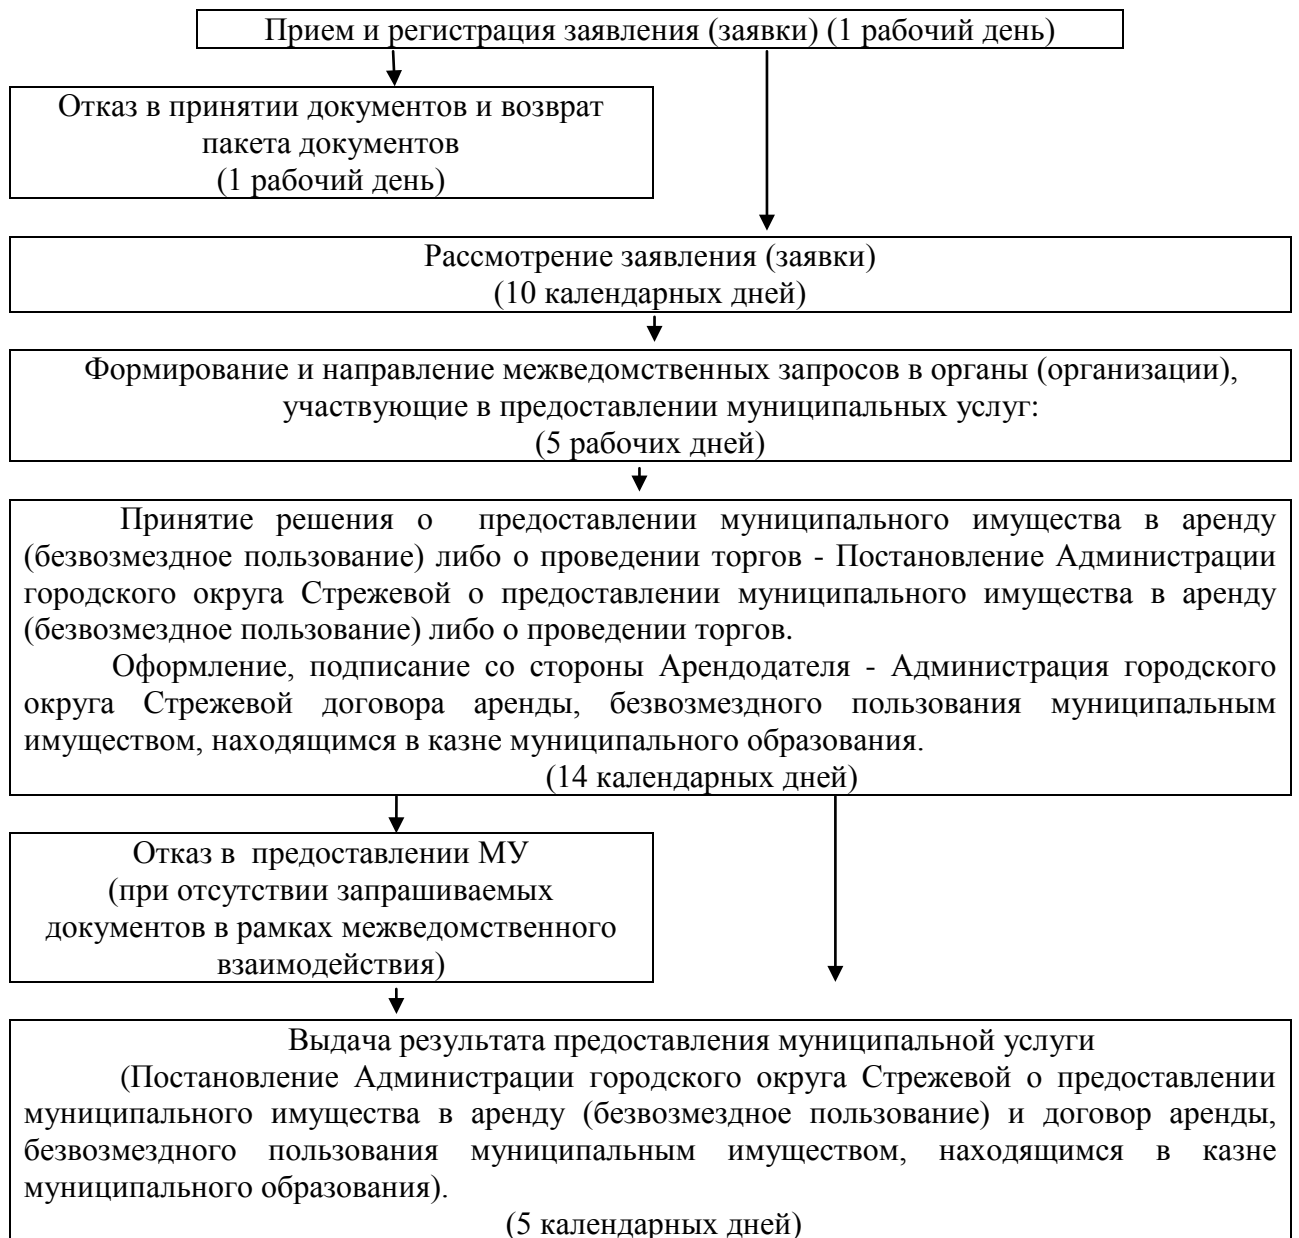 Прием и регистрация заявления (заявки) (1 рабочий день)
Отказ в принятии документов и возврат
пакета документов
(1 рабочий день)
Рассмотрение заявления (заявки)
(10 календарных дней)
Формирование и направление межведомственных запросов в органы (организации),
участвующие в предоставлении муниципальных услуг:
(5 рабочих дней)
Принятие решения о предоставлении муниципального имущества в аренду
(безвозмездное пользование) либо о проведении торгов - Постановление Администрации
городского округа Стрежевой о предоставлении муниципального имущества в аренду
(безвозмездное пользование) либо о проведении торгов.
Оформление, подписание со стороны Арендодателя - Администрация городского
округа Стрежевой договора аренды, безвозмездного пользования муниципальным
имуществом, находящимся в казне муниципального образования.
(14 календарных дней)
Отказ в предоставлении МУ
(при отсутствии запрашиваемых
документов в рамках межведомственного
взаимодействия)
Выдача результата предоставления муниципальной услуги
(Постановление Администрации городского округа Стрежевой о предоставлении
муниципального имущества в аренду (безвозмездное пользование) и договор аренды,
безвозмездного пользования муниципальным имуществом, находящимся в казне
муниципального образования).
(5 календарных дней)